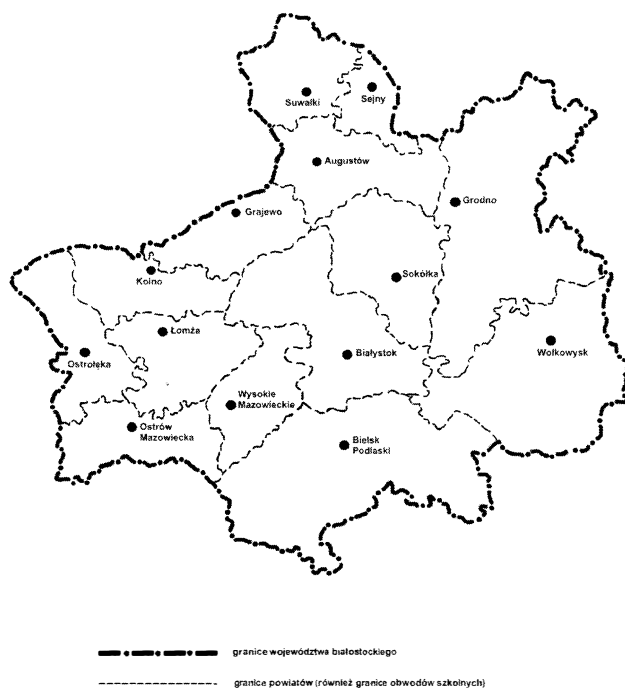 Suwałki
Sejny
Augustów
Grajewo
Grodno
Kolno
Sokółka
Łomża
Ostrołęka
Białystok
Wołkowysk
Wysokie
Mazowieckie
Ostrów
Mazowiecka
Bielsk
Podlaski
granice województwa białostockiego
granice powiatów (również granice obwodów szkolnych)